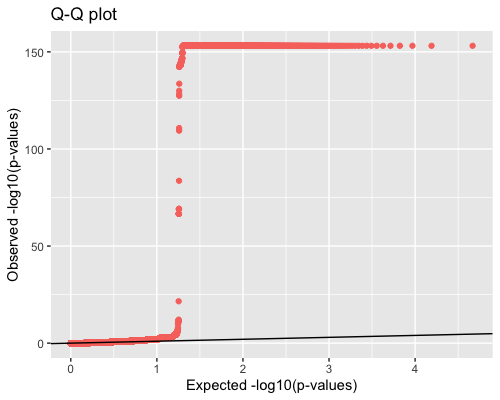 Q-Q plot
Observed -log10(p-values)
150
100
50
0
0 1 2 3 4
Expected -log10(p-values)